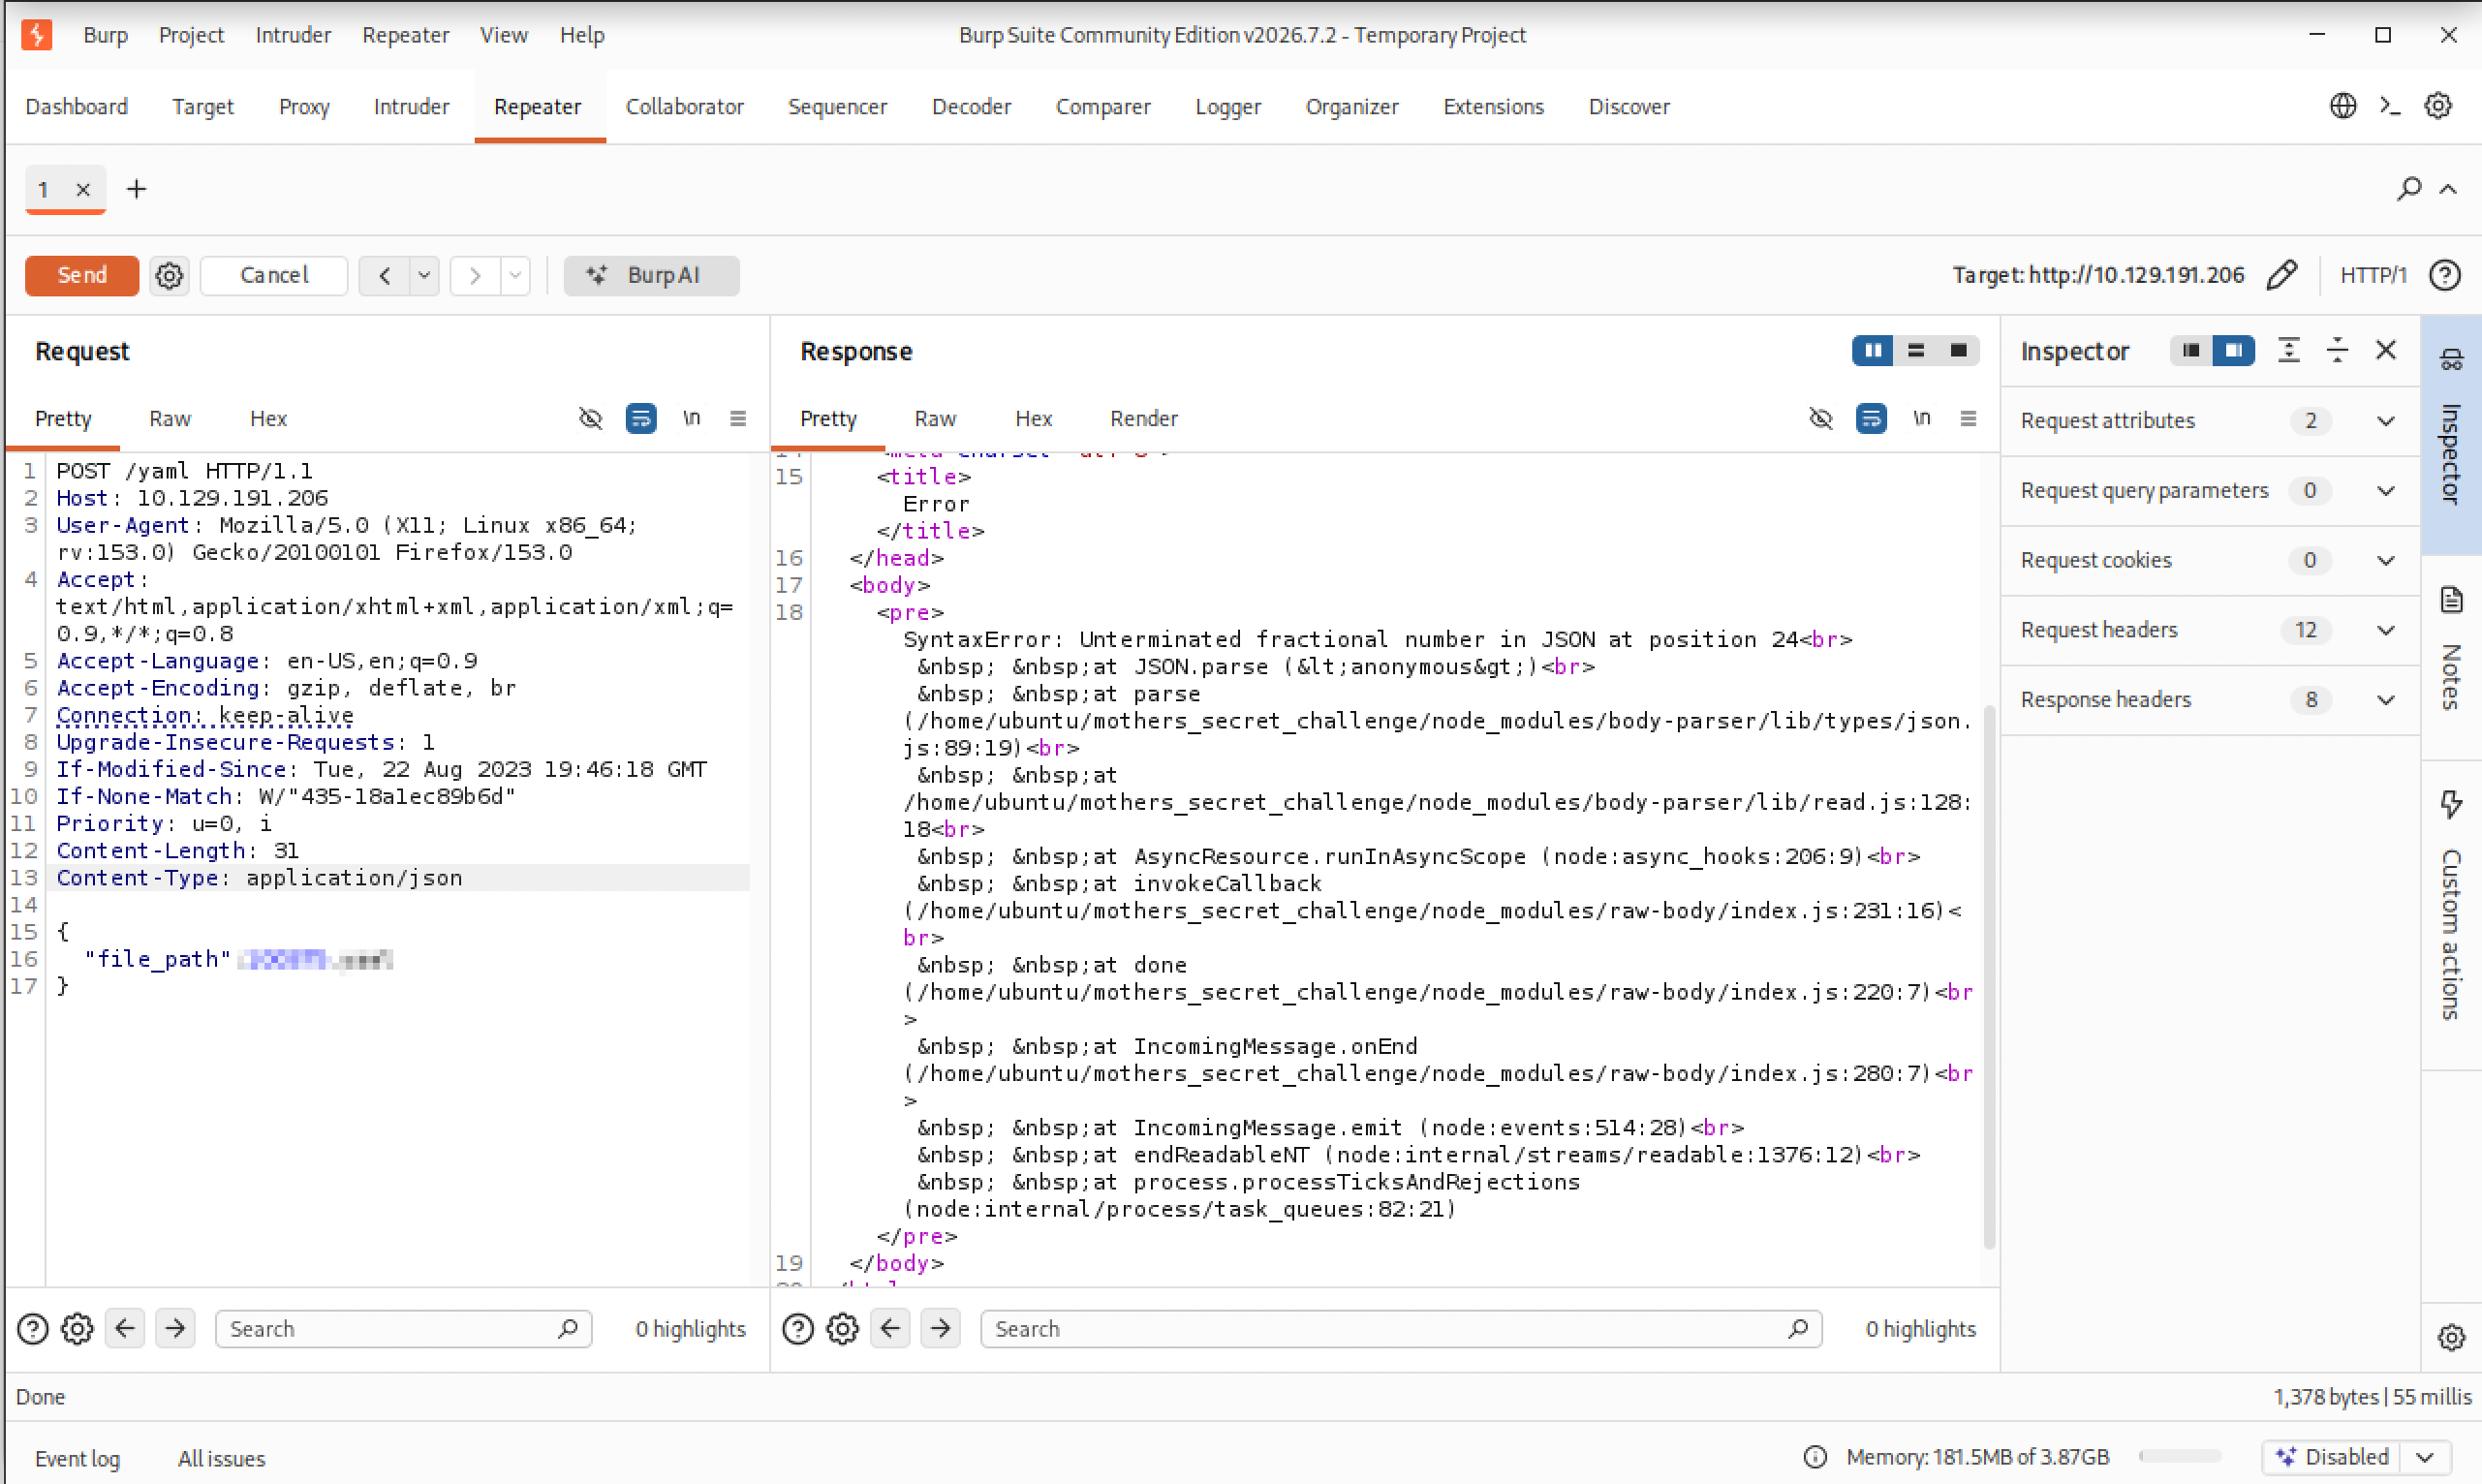 Burp Project Intruder Repeater View Help Burp Suite Community Edition v2026.7.2 - Temporary Project
Dashboard Target Proxy Intruder Repeater Collaborator Sequencer Decoder Comparer Logger Organizer Extensions Discover
1
Send Cancel Burp AI Target: http://10.129.191.206 HTTP/1
Request
Pretty Raw Hex \n
1 POST /yaml HTTP/1.1
2 Host: 10.129.191.206
3 User-Agent: Mozilla/5.0 (X11; Linux x86_64;
rv:153.0) Gecko/20100101 Firefox/153.0
4 Accept:
text/html,application/xhtml+xml,application/xml;q=
0.9,*/*;q=0.8
5 Accept-Language: en-US,en;q=0.9
6 Accept-Encoding: gzip, deflate, br
7 Connection: keep-alive
8 Upgrade-Insecure-Requests: 1
9 If-Modified-Since: Tue, 22 Aug 2023 19:46:18 GMT
10 If-None-Match: W/"435-18a1ec89b6d"
11 Priority: u=0, i
12 Content-Length: 31
13 Content-Type: application/json
14
15 {
16 "file_path"
17 }
Search 0 highlights
Response
Pretty Raw Hex Render \n
15 <title>
Error
</title>
16 </head>
17 <body>
18 <pre>
SyntaxError: Unterminated fractional number in JSON at position 24<br>
&nbsp; &nbsp;at JSON.parse (&lt;anonymous&gt;)<br>
&nbsp; &nbsp;at parse
(/home/ubuntu/mothers_secret_challenge/node_modules/body-parser/lib/types/json.
js:89:19)<br>
&nbsp; &nbsp;at
/home/ubuntu/mothers_secret_challenge/node_modules/body-parser/lib/read.js:128:
18<br>
&nbsp; &nbsp;at AsyncResource.runInAsyncScope (node:async_hooks:206:9)<br>
&nbsp; &nbsp;at invokeCallback
(/home/ubuntu/mothers_secret_challenge/node_modules/raw-body/index.js:231:16)<
br>
&nbsp; &nbsp;at done
(/home/ubuntu/mothers_secret_challenge/node_modules/raw-body/index.js:220:7)<br
>
&nbsp; &nbsp;at IncomingMessage.onEnd
(/home/ubuntu/mothers_secret_challenge/node_modules/raw-body/index.js:280:7)<br
>
&nbsp; &nbsp;at IncomingMessage.emit (node:events:514:28)<br>
&nbsp; &nbsp;at endReadableNT (node:internal/streams/readable:1376:12)<br>
&nbsp; &nbsp;at process.processTicksAndRejections
(node:internal/process/task_queues:82:21)
</pre>
19 </body>
Search 0 highlights
Inspector
Request attributes 2
Request query parameters 0
Request cookies 0
Request headers 12
Response headers 8
Inspector
Notes
Custom actions
Done 1,378 bytes | 55 millis
Event log All issues Memory: 181.5MB of 3.87GB Disabled